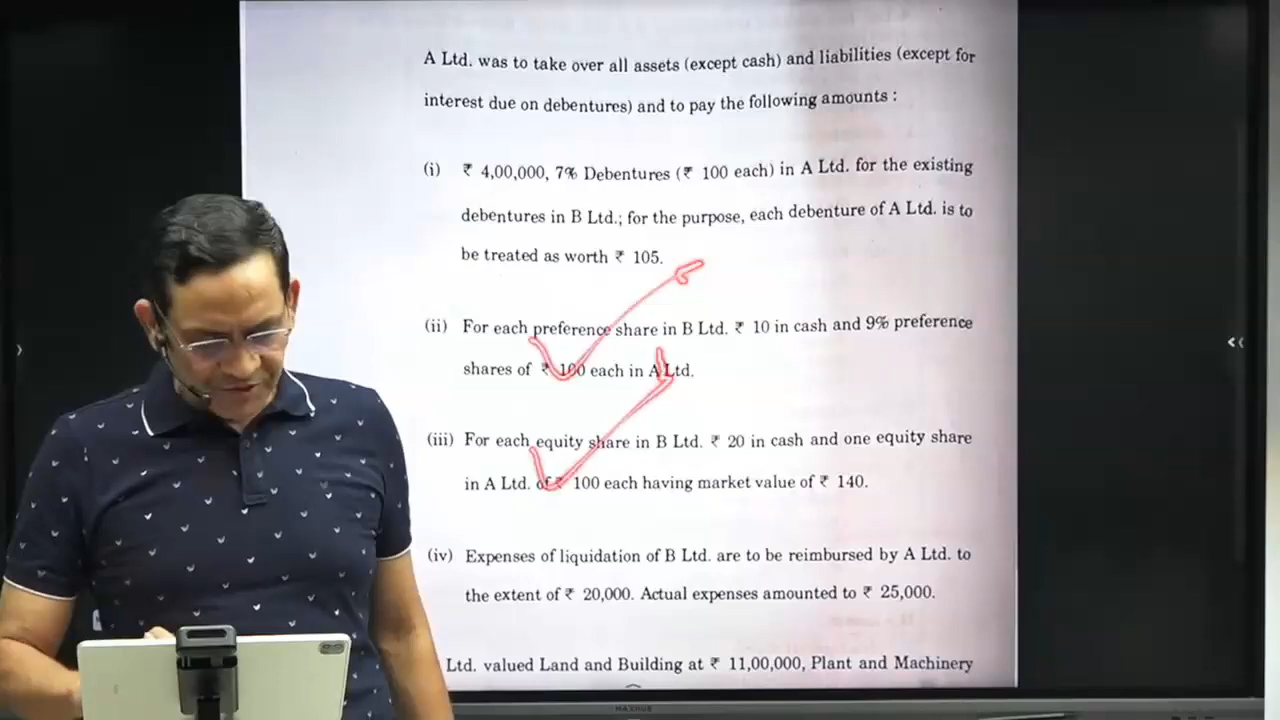 A Ltd. was to take over all assets (except cash) and liabilities (except for
interest due on debentures) and to pay the following amounts :
(i) ₹ 4,00,000, 7% Debentures (₹ 100 each) in A Ltd. for the existing
debentures in B Ltd.; for the purpose, each debenture of A Ltd. is to
be treated as worth ₹ 105.
(ii) For each preference share in B Ltd. ₹ 10 in cash and 9% preference
shares of ₹ 100 each in A Ltd.
(iii) For each equity share in B Ltd. ₹ 20 in cash and one equity share
in A Ltd. of ₹ 100 each having market value of ₹ 140.
(iv) Expenses of liquidation of B Ltd. are to be reimbursed by A Ltd. to
the extent of ₹ 20,000. Actual expenses amounted to ₹ 25,000.
Ltd. valued Land and Building at ₹ 11,00,000, Plant and Machinery
MAXHUB